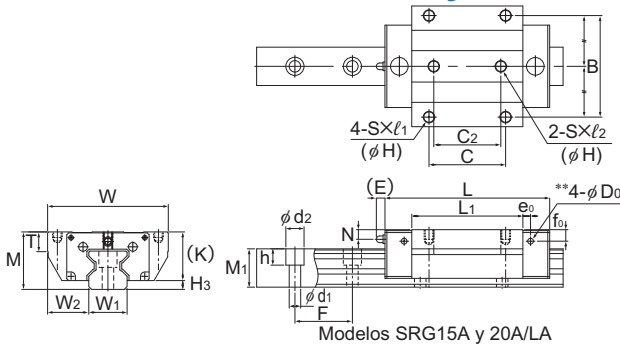 B
4-S×ℓ1
(φH)
2-S×ℓ2
(φH)
C2
C
W
T
M
(K)
H3
W2
W1
(E)
L
L1
e0
**4-φD0
f0
φd2
N
h
M1
φd1
F
Modelos SRG15A y 20A/LA